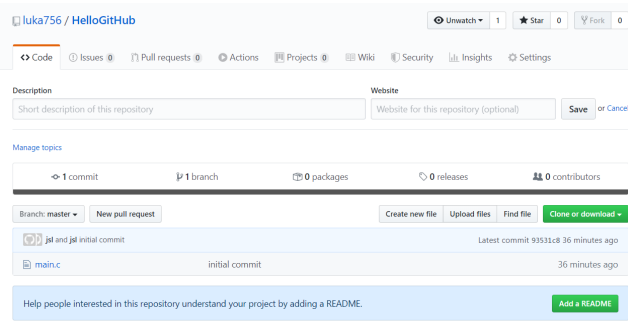 luka756 / HelloGitHub
Unwatch 1 Star 0 Fork 0
Code Issues 0 Pull requests 0 Actions Projects 0 Wiki Security Insights Settings
Description Website
Short description of this repository Website for this repository (optional) Save or Cancel
Manage topics
1 commit 1 branch 0 packages 0 releases 0 contributors
Branch: master New pull request Create new file Upload files Find file Clone or download
jsl and jsl initial commit Latest commit 93531c8 36 minutes ago
main.c initial commit 36 minutes ago
Help people interested in this repository understand your project by adding a README. Add a README